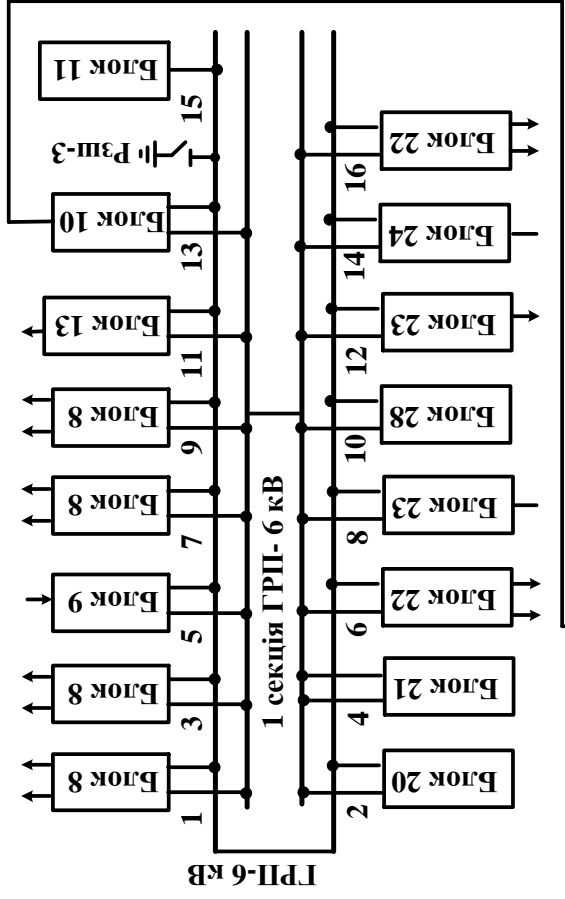 ГРП-6 кВ
1 секція ГРП- 6 кВ
Блок 8
1
Блок 8
3
Блок 9
5
Блок 8
7
Блок 8
9
Блок 13
11
Блок 10
13
Рзш-3
Блок 11
15
Блок 20
2
Блок 21
4
Блок 22
6
Блок 23
8
Блок 28
10
Блок 23
12
Блок 24
14
Блок 22
16